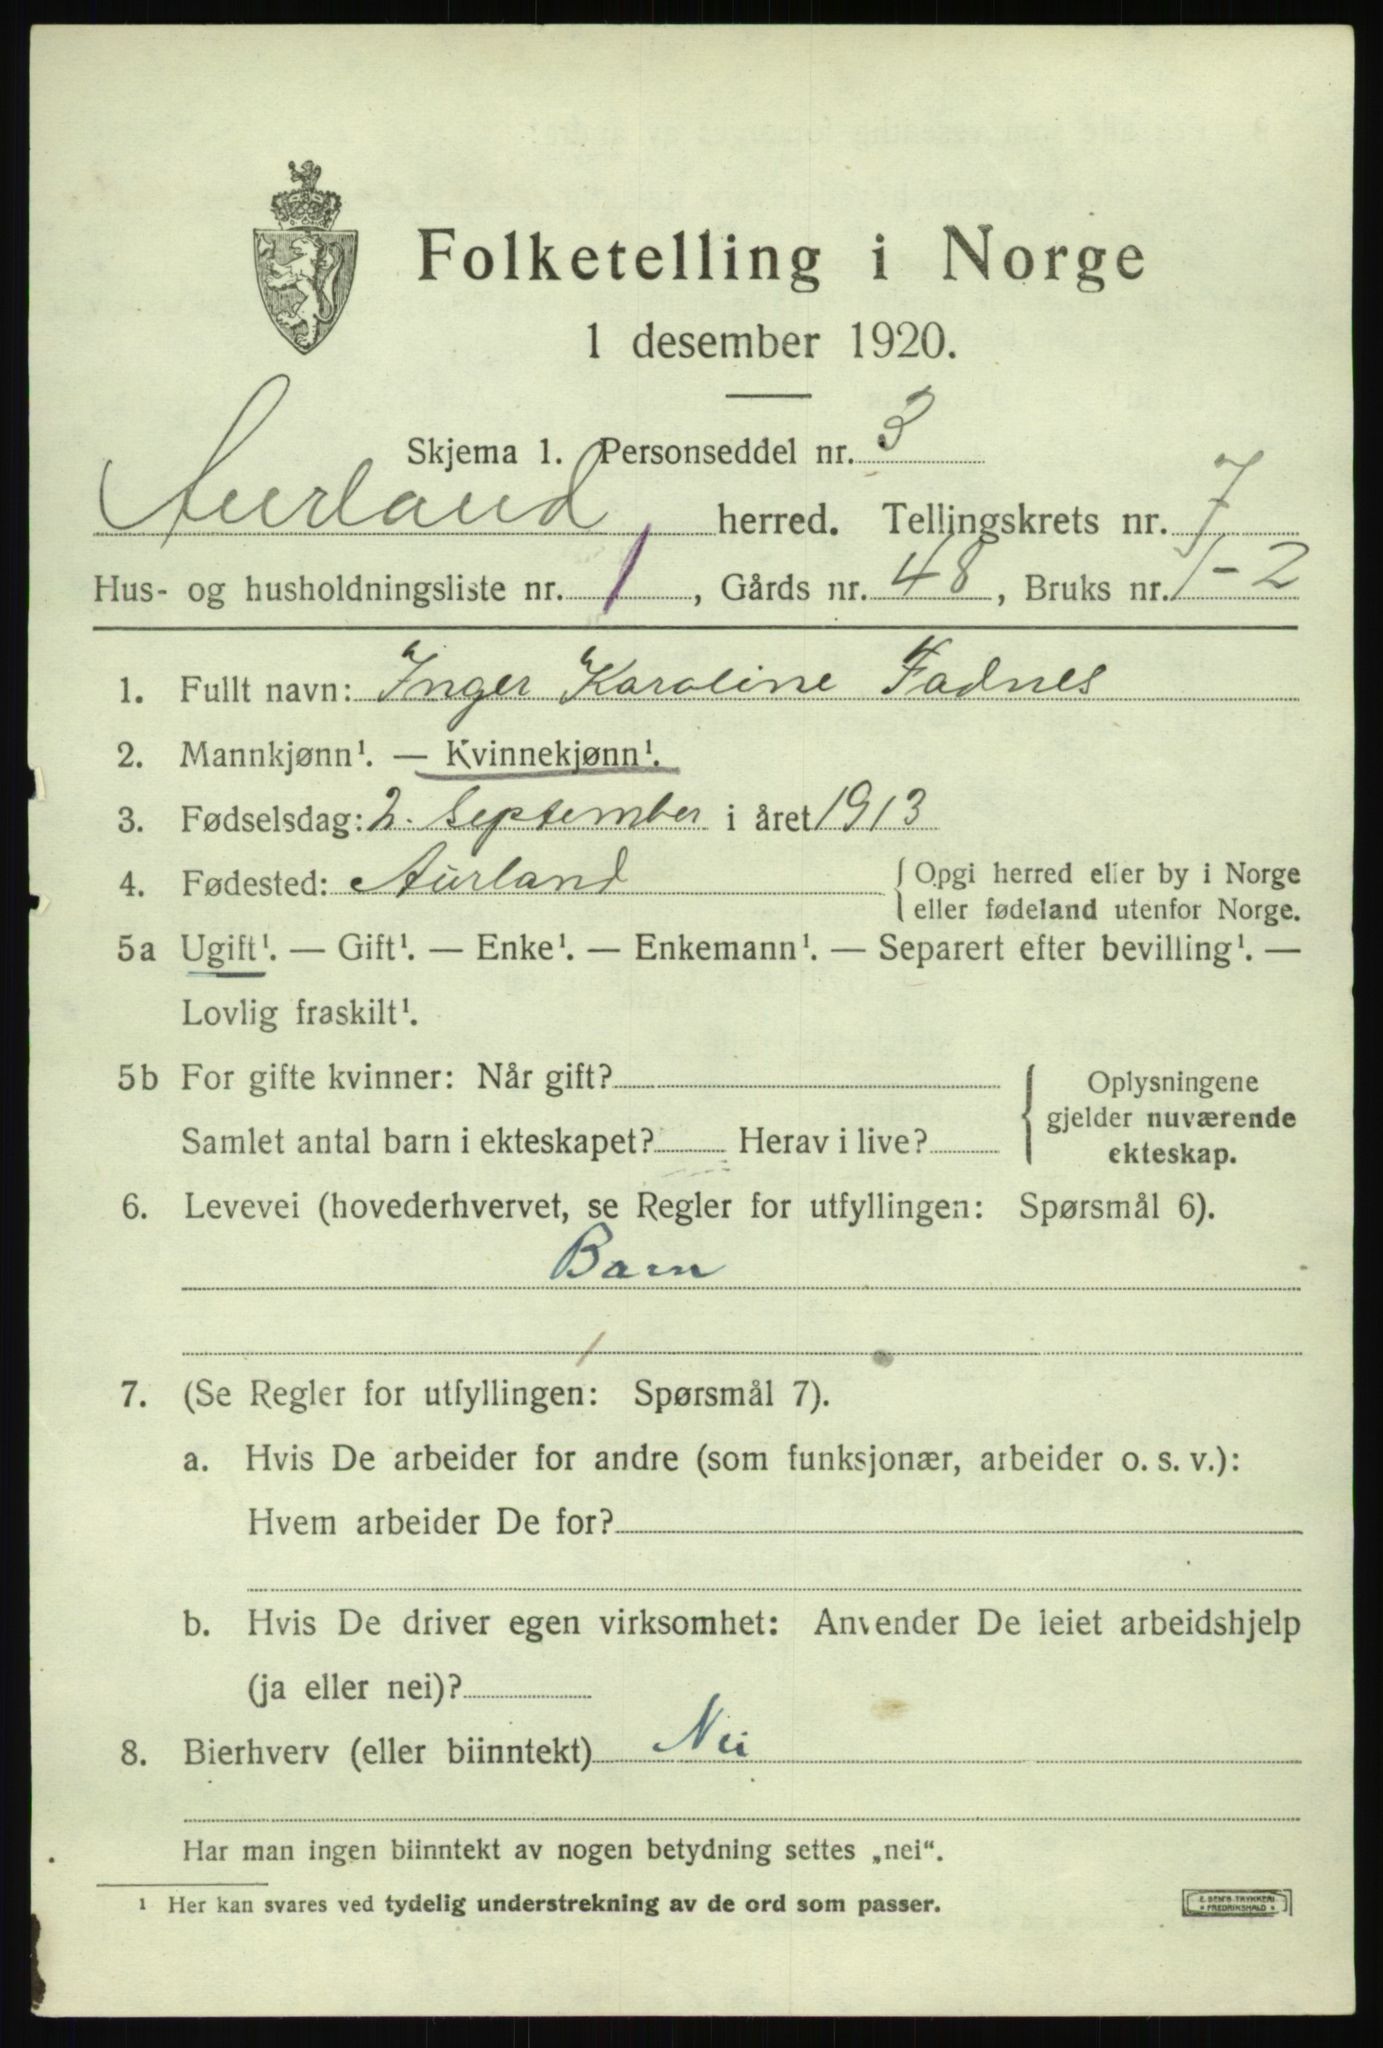 Folketelling i Norge
1 desember 1920.
Skjema 1. Personseddel nr. 3
Aurland herred. Tellingskrets nr. 7
Hus- og husholdningsliste nr. 1, Gårds nr. 48, Bruks nr. 1-2
1. Fullt navn: Inger Karoline Fadnes
2. Mannkjønn¹. — Kvinnekjønn¹.
3. Fødselsdag: 2. September i året 1913
4. Fødested: Aurland { Opgi herred eller by i Norge
eller fødeland utenfor Norge.
5a Ugift¹. — Gift¹. — Enke¹. — Enkemann¹. — Separert efter bevilling¹. —
Lovlig fraskilt¹.
5b For gifte kvinner: Når gift? { Oplysningene
gjelder nuværende
Samlet antal barn i ekteskapet? Herav i live? ekteskap.
6. Levevei (hovederhvervet, se Regler for utfyllingen: Spørsmål 6).
Barn
7. (Se Regler for utfyllingen: Spørsmål 7).
a. Hvis De arbeider for andre (som funksjonær, arbeider o. s. v.):
Hvem arbeider De for?
b. Hvis De driver egen virksomhet: Anvender De leiet arbeidshjelp
(ja eller nei)?
8. Bierhverv (eller biinntekt) Nei
Har man ingen biinntekt av nogen betydning settes „nei“.
¹ Her kan svares ved tydelig understrekning av de ord som passer.
E. SEM'S TRYKKERI
FREDRIKSHALD